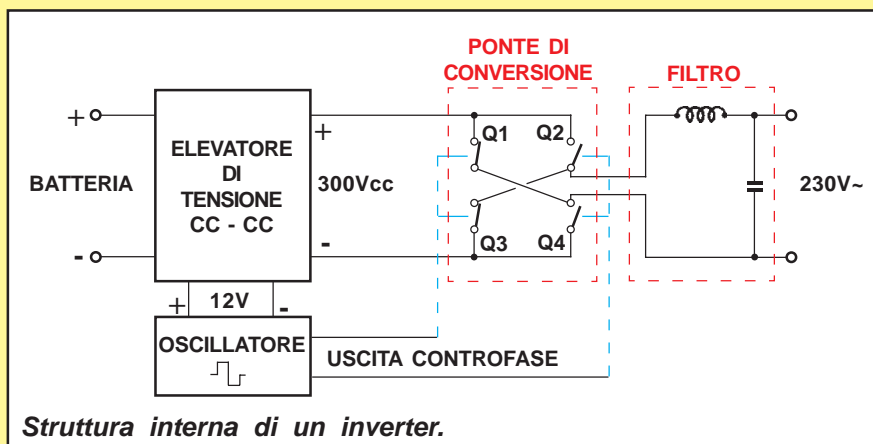 PONTE DI
CONVERSIONE
FILTRO
+
+
Q1
Q2
ELEVATORE
DI
TENSIONE
CC - CC
BATTERIA
300Vcc
230V~
-
-
Q3
Q4
+
12V
-
OSCILLATORE
USCITA CONTROFASE
Struttura interna di un inverter.